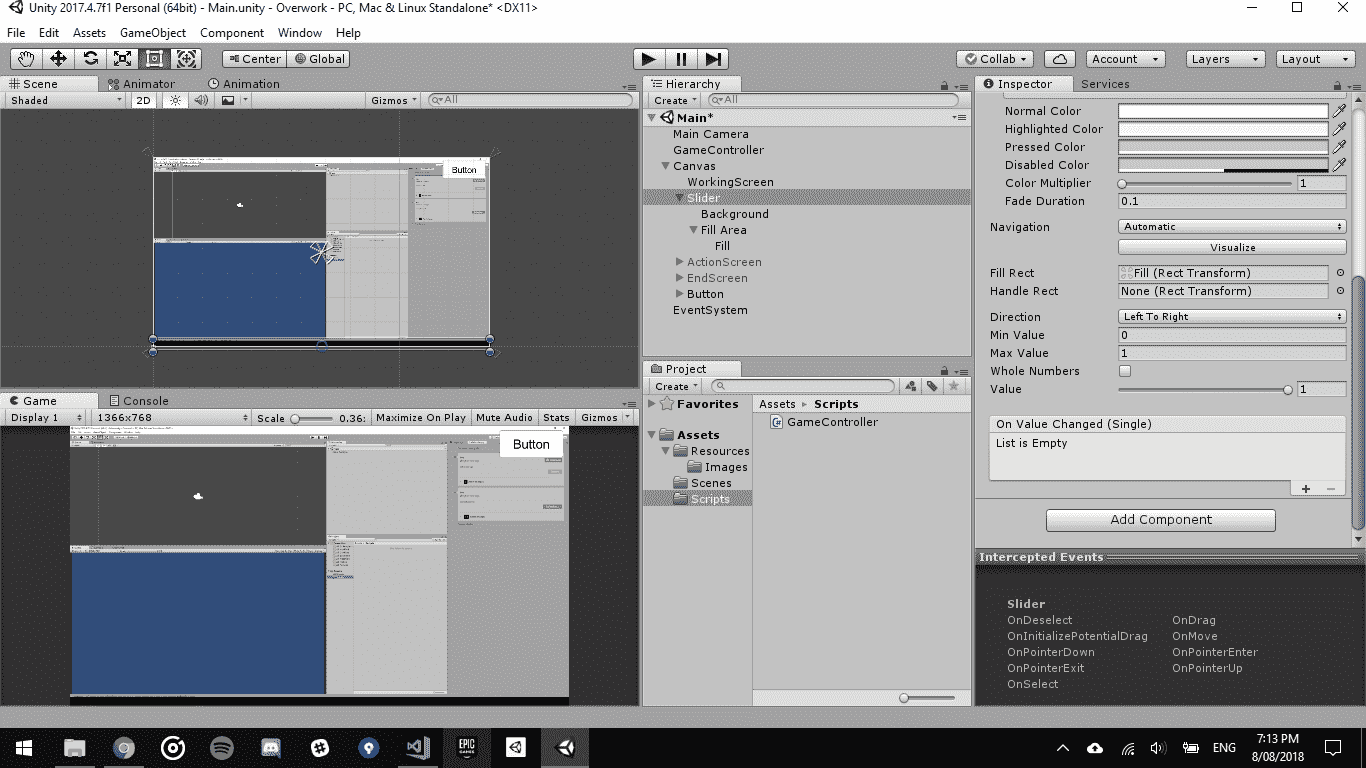 Unity 2017.4.7f1 Personal (64bit) - Main.unity - Overwork - PC, Mac & Linux Standalone* <DX11>
File Edit Assets GameObject Component Window Help
Center Global
Collab Account Layers Layout
Scene Animator Animation
Shaded 2D Gizmos All
Button
Hierarchy
Create All
Main*
Main Camera
GameController
Canvas
WorkingScreen
Slider
Background
Fill Area
Fill
ActionScreen
EndScreen
Button
EventSystem
Inspector Services
Normal Color
Highlighted Color
Pressed Color
Disabled Color
Color Multiplier 1
Fade Duration 0.1
Navigation Automatic
Visualize
Fill Rect Fill (Rect Transform)
Handle Rect None (Rect Transform)
Direction Left To Right
Min Value 0
Max Value 1
Whole Numbers
Value 1
On Value Changed (Single)
List is Empty
Add Component
Game Console
Display 1 1366x768 Scale 0.36: Maximize On Play Mute Audio Stats Gizmos
Button
Project
Create
Favorites
Assets
Resources
Images
Scenes
Scripts
Assets Scripts
GameController
Intercepted Events
Slider
OnDeselect OnDrag
OnInitializePotentialDrag OnMove
OnPointerDown OnPointerEnter
OnPointerExit OnPointerUp
OnSelect
EPIC
GAMES
ENG
7:13 PM
8/08/2018